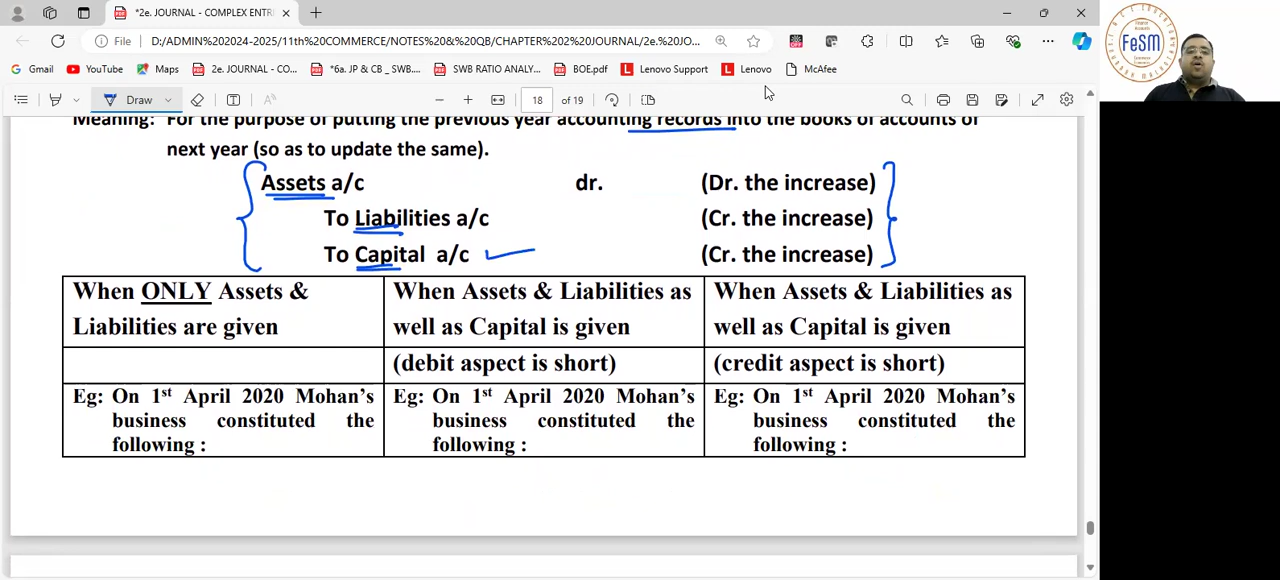 *2e. JOURNAL - COMPLEX ENTR
File D:/ADMIN%202024-2025/11th%20COMMERCE/NOTES%20&%20QB/CHAPTER%202%20JOURNAL/2e.%20JO...
Gmail YouTube Maps 2e. JOURNAL - CO... *6a. JP & CB _ SWB.... SWB RATIO ANALY... BOE.pdf Lenovo Support Lenovo McAfee
Draw 18 of 19
Meaning: For the purpose of putting the previous year accounting records into the books of accounts of
next year (so as to update the same).
Assets a/c dr. (Dr. the increase)
To Liabilities a/c (Cr. the increase)
To Capital a/c (Cr. the increase)
When ONLY Assets &
Liabilities are given
When Assets & Liabilities as
well as Capital is given
When Assets & Liabilities as
well as Capital is given
(debit aspect is short)
(credit aspect is short)
Eg: On 1st April 2020 Mohan's
business constituted the
following :
Eg: On 1st April 2020 Mohan's
business constituted the
following :
Eg: On 1st April 2020 Mohan's
business constituted the
following :
FeSM